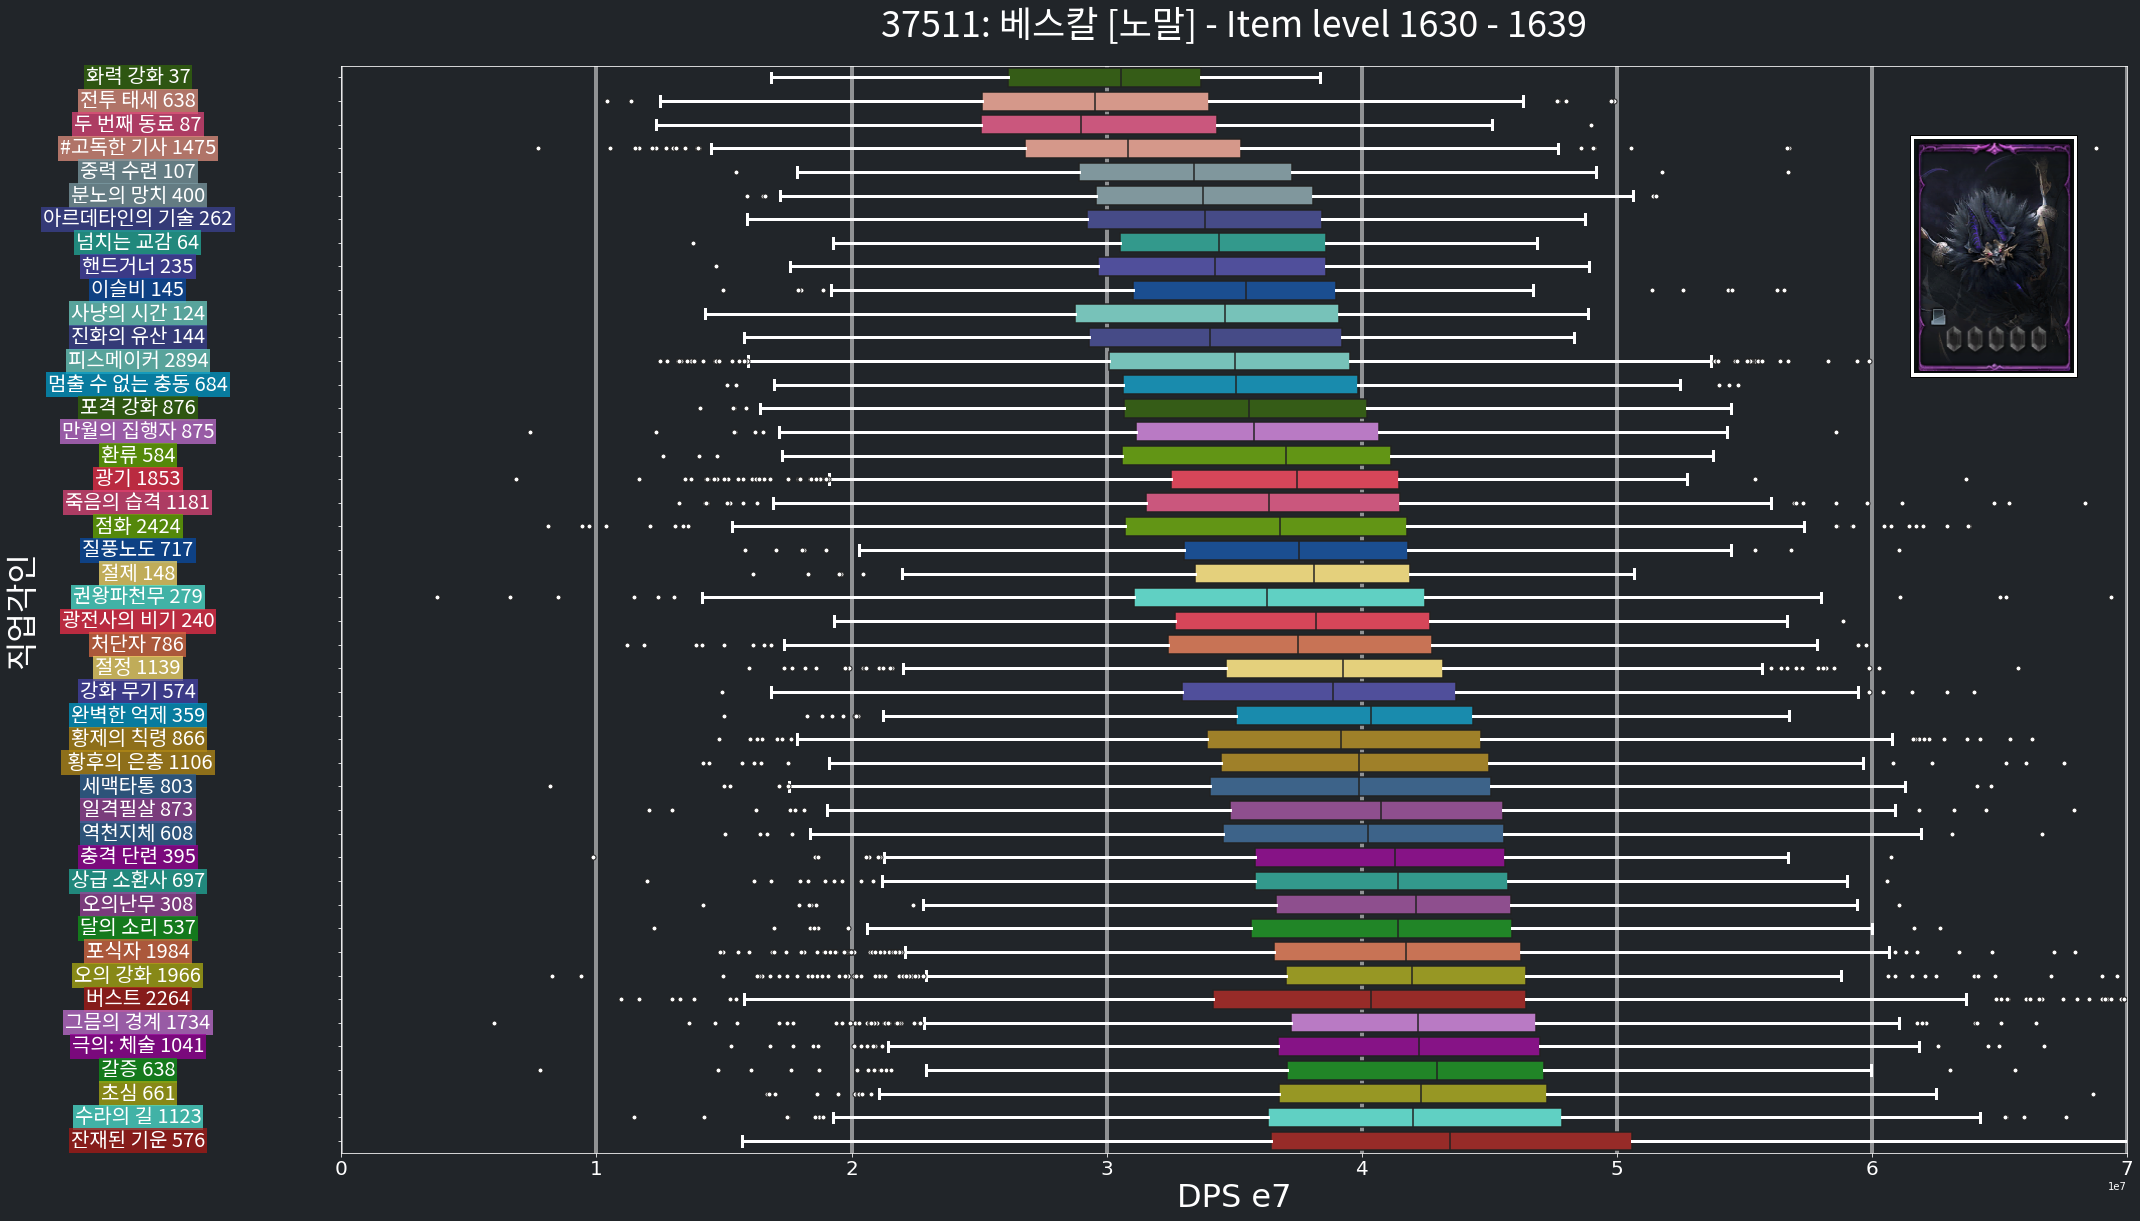 37511: 베스칼 [노말] - Item level 1630 - 1639
화력 강화 37
전투 태세 638
두 번째 동료 87
#고독한 기사 1475
중력 수련 107
분노의 망치 400
아르데타인의 기술 262
넘치는 교감 64
핸드거너 235
이슬비 145
사냥의 시간 124
진화의 유산 144
피스메이커 2894
멈출 수 없는 충동 684
포격 강화 876
만월의 집행자 875
환류 584
광기 1853
죽음의 습격 1181
점화 2424
질풍노도 717
절제 148
권왕파천무 279
광전사의 비기 240
처단자 786
절정 1139
강화 무기 574
완벽한 억제 359
황제의 칙령 866
황후의 은총 1106
세맥타통 803
일격필살 873
역천지체 608
충격 단련 395
상급 소환사 697
오의난무 308
달의 소리 537
포식자 1984
오의 강화 1966
버스트 2264
그믐의 경계 1734
극의: 체술 1041
갈증 638
초심 661
수라의 길 1123
잔재된 기운 576
직업각인
0 1 2 3 4 5 6 7
1e7
DPS e7